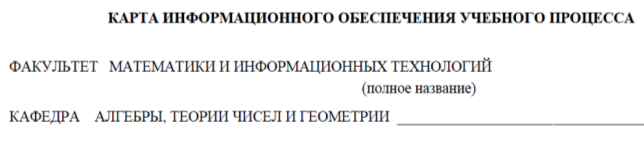 КАРТА ИНФОРМАЦИОННОГО ОБЕСПЕЧЕНИЯ УЧЕБНОГО ПРОЦЕССА
ФАКУЛЬТЕТ МАТЕМАТИКИ И ИНФОРМАЦИОННЫХ ТЕХНОЛОГИЙ
(полное название)
КАФЕДРА АЛГЕБРЫ, ТЕОРИИ ЧИСЕЛ И ГЕОМЕТРИИ